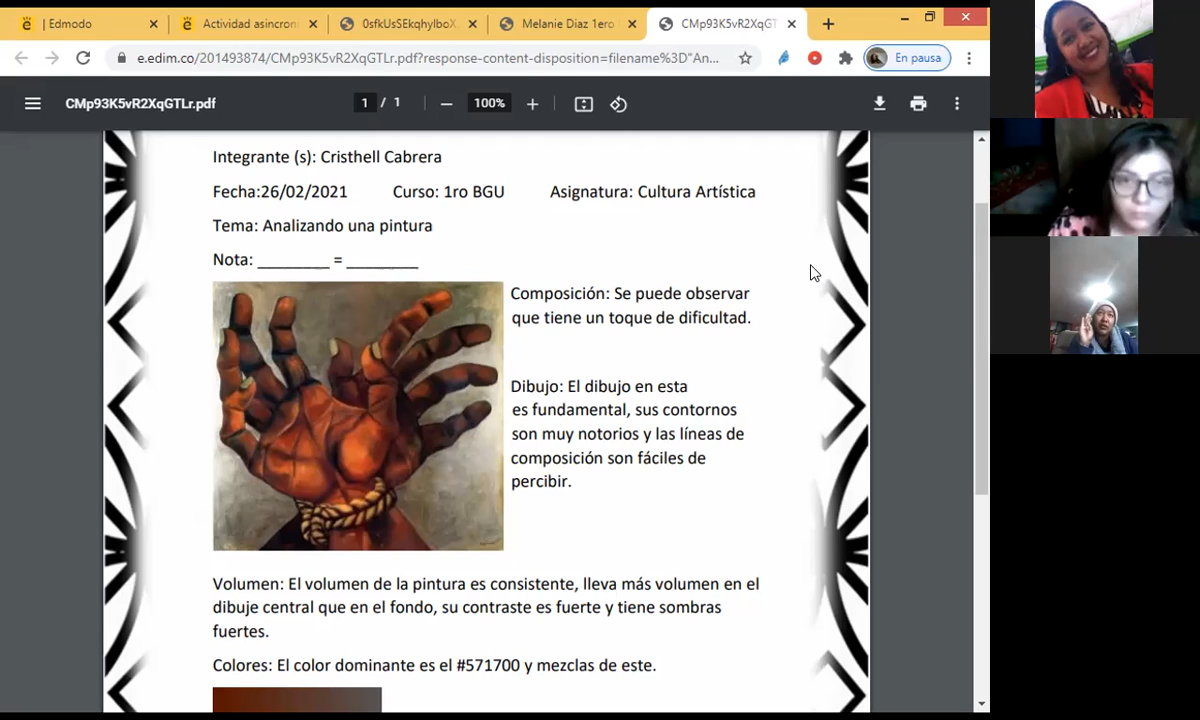 Edmodo
Actividad asincron
0sfkUsSEkqhylboX
Melanie Diaz 1ero
CMp93K5vR2XqGT
e.edim.co/201493874/CMp93K5vR2XqGTLr.pdf?response-content-disposition=filename%3D"An...
En pausa
CMp93K5vR2XqGTLr.pdf
1 / 1
100%
Integrante (s): Cristhell Cabrera
Fecha:26/02/2021 Curso: 1ro BGU Asignatura: Cultura Artística
Tema: Analizando una pintura
Nota: ________ = ________
Composición: Se puede observar
que tiene un toque de dificultad.
Dibujo: El dibujo en esta
es fundamental, sus contornos
son muy notorios y las líneas de
composición son fáciles de
percibir.
Volumen: El volumen de la pintura es consistente, lleva más volumen en el
dibuje central que en el fondo, su contraste es fuerte y tiene sombras
fuertes.
Colores: El color dominante es el #571700 y mezclas de este.